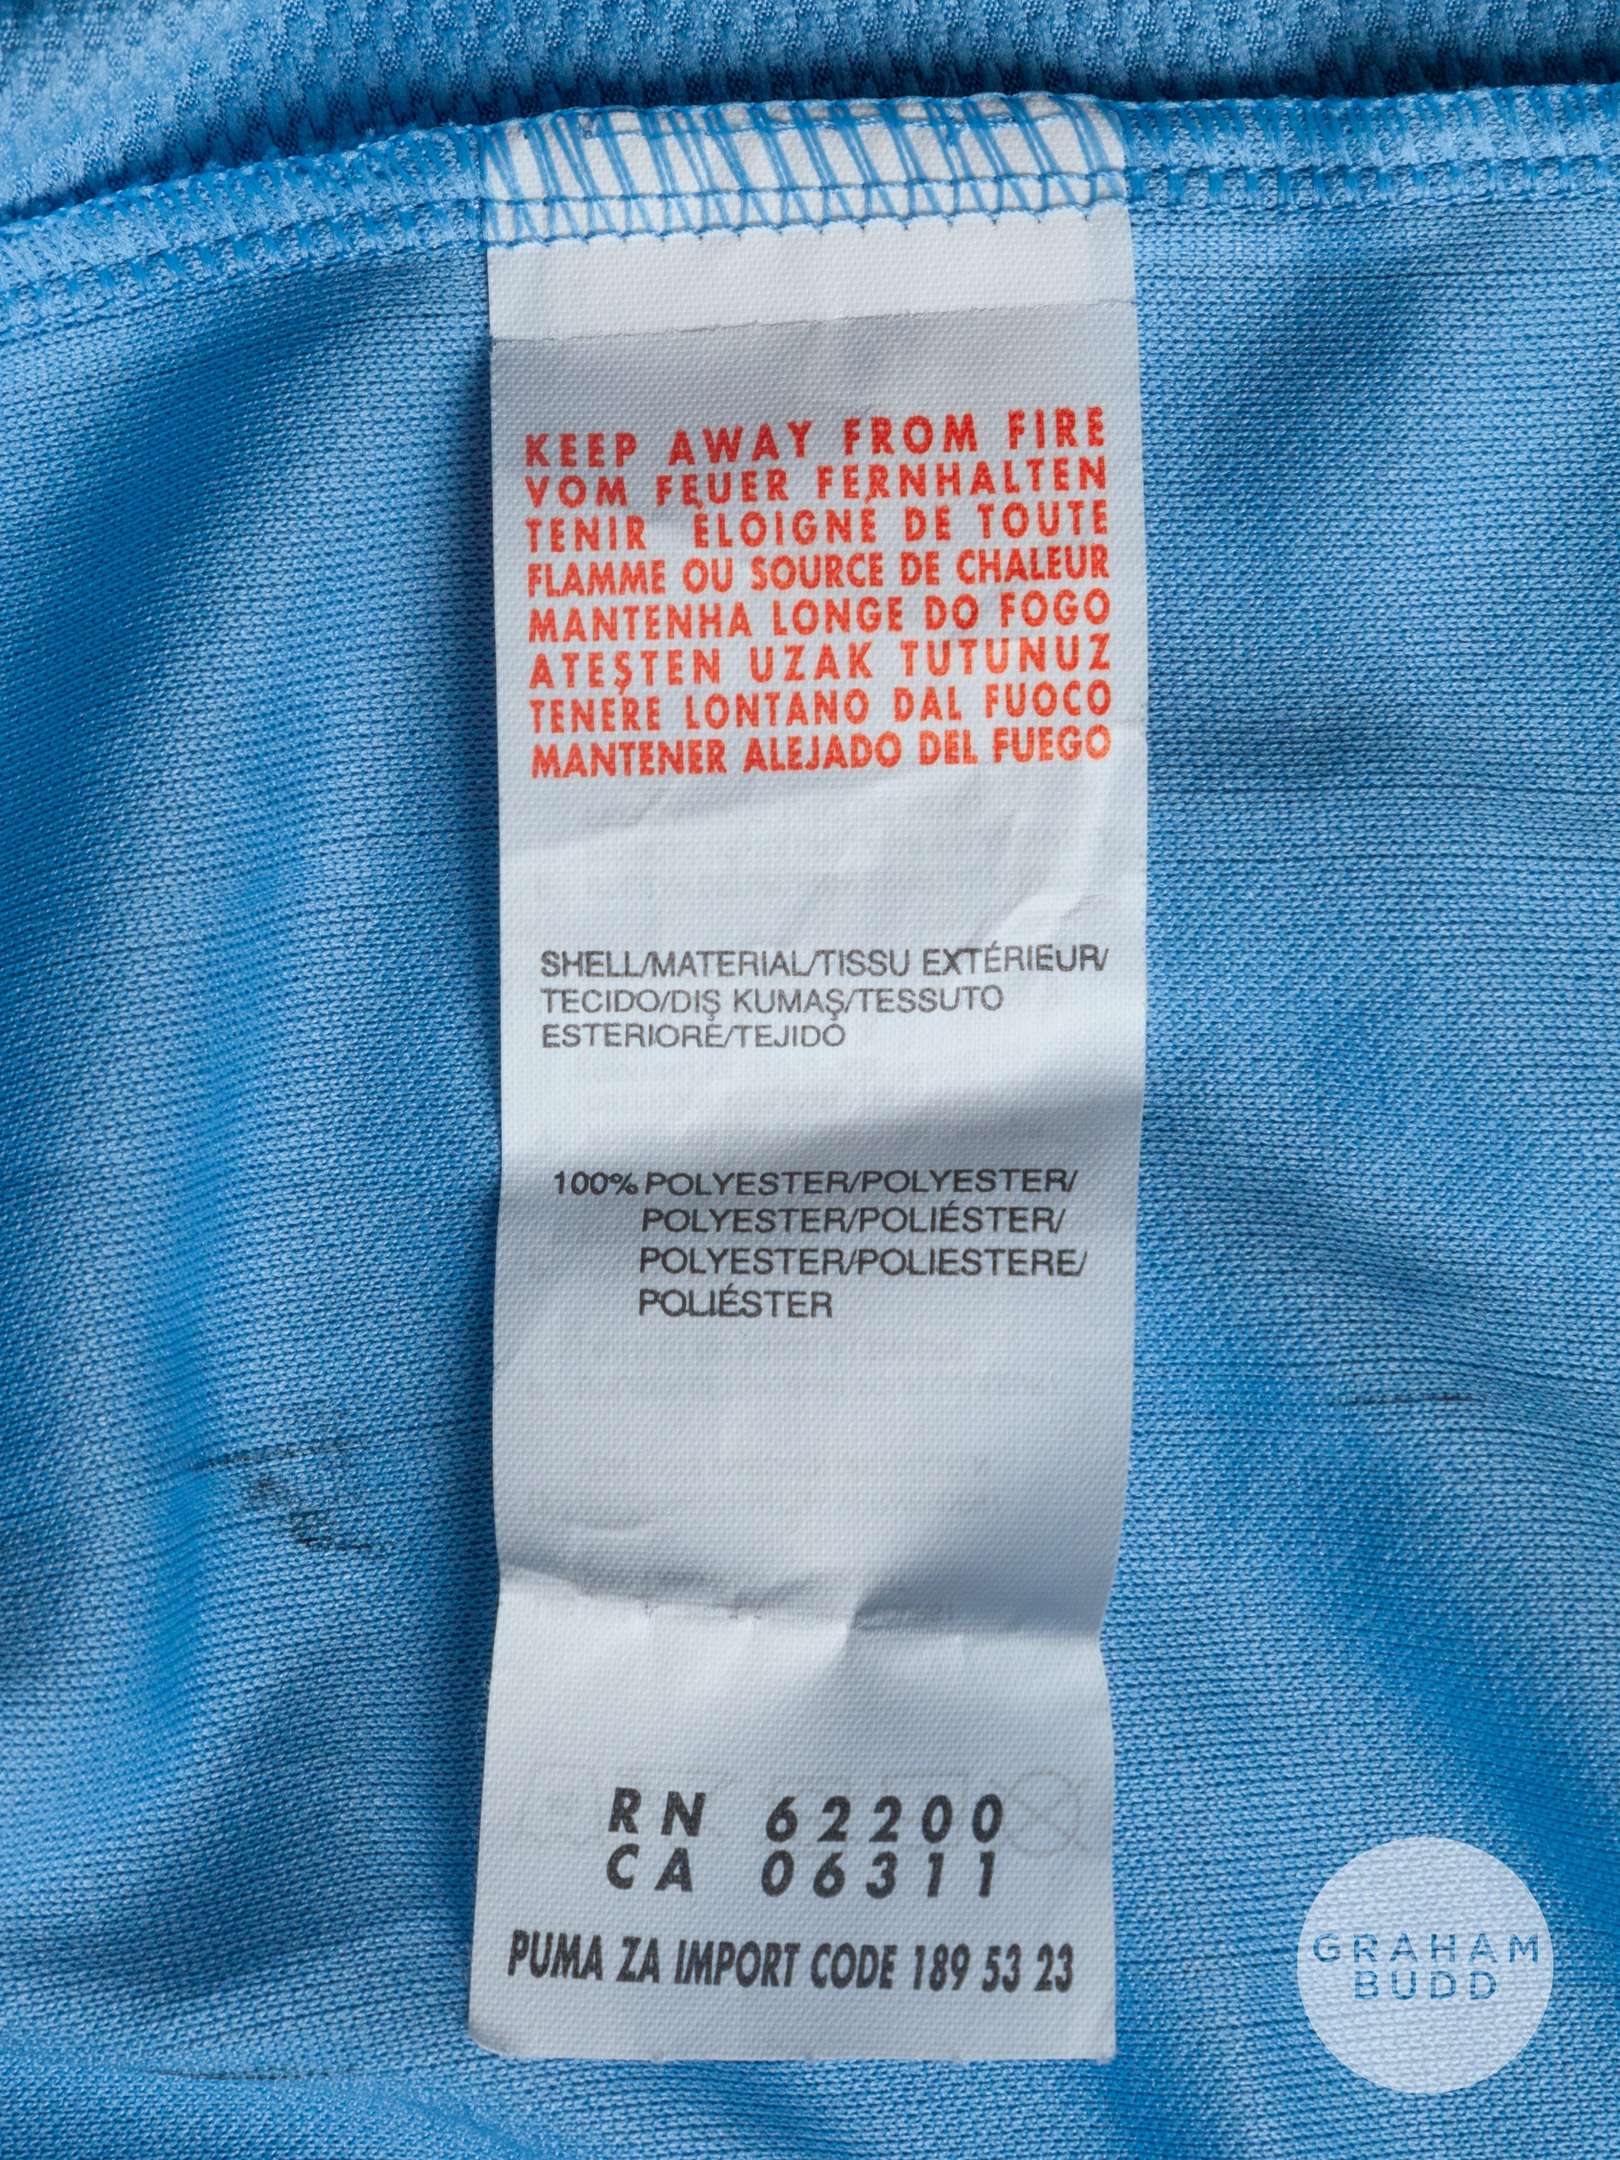 KEEP AWAY FROM FIRE
VOM FEUER FERNHALTEN
TENIR ÉLOIGNÉ DE TOUTE
FLAMME OU SOURCE DE CHALEUR
MANTENHA LONGE DO FOGO
ATEŞTEN UZAK TUTUNUZ
TENERE LONTANO DAL FUOCO
MANTENER ALEJADO DEL FUEGO
SHELL/MATERIAL/TISSU EXTÉRIEUR/
TECIDO/DIŞ KUMAŞ/TESSUTO
ESTERIORE/TEJIDO
100% POLYESTER/POLYESTER/
POLYESTER/POLIÉSTER/
POLYESTER/POLIESTERE/
POLIÉSTER
RN 62200
CA 06311
PUMA ZA IMPORT CODE 189 53 23
GRAHAM
BUDD